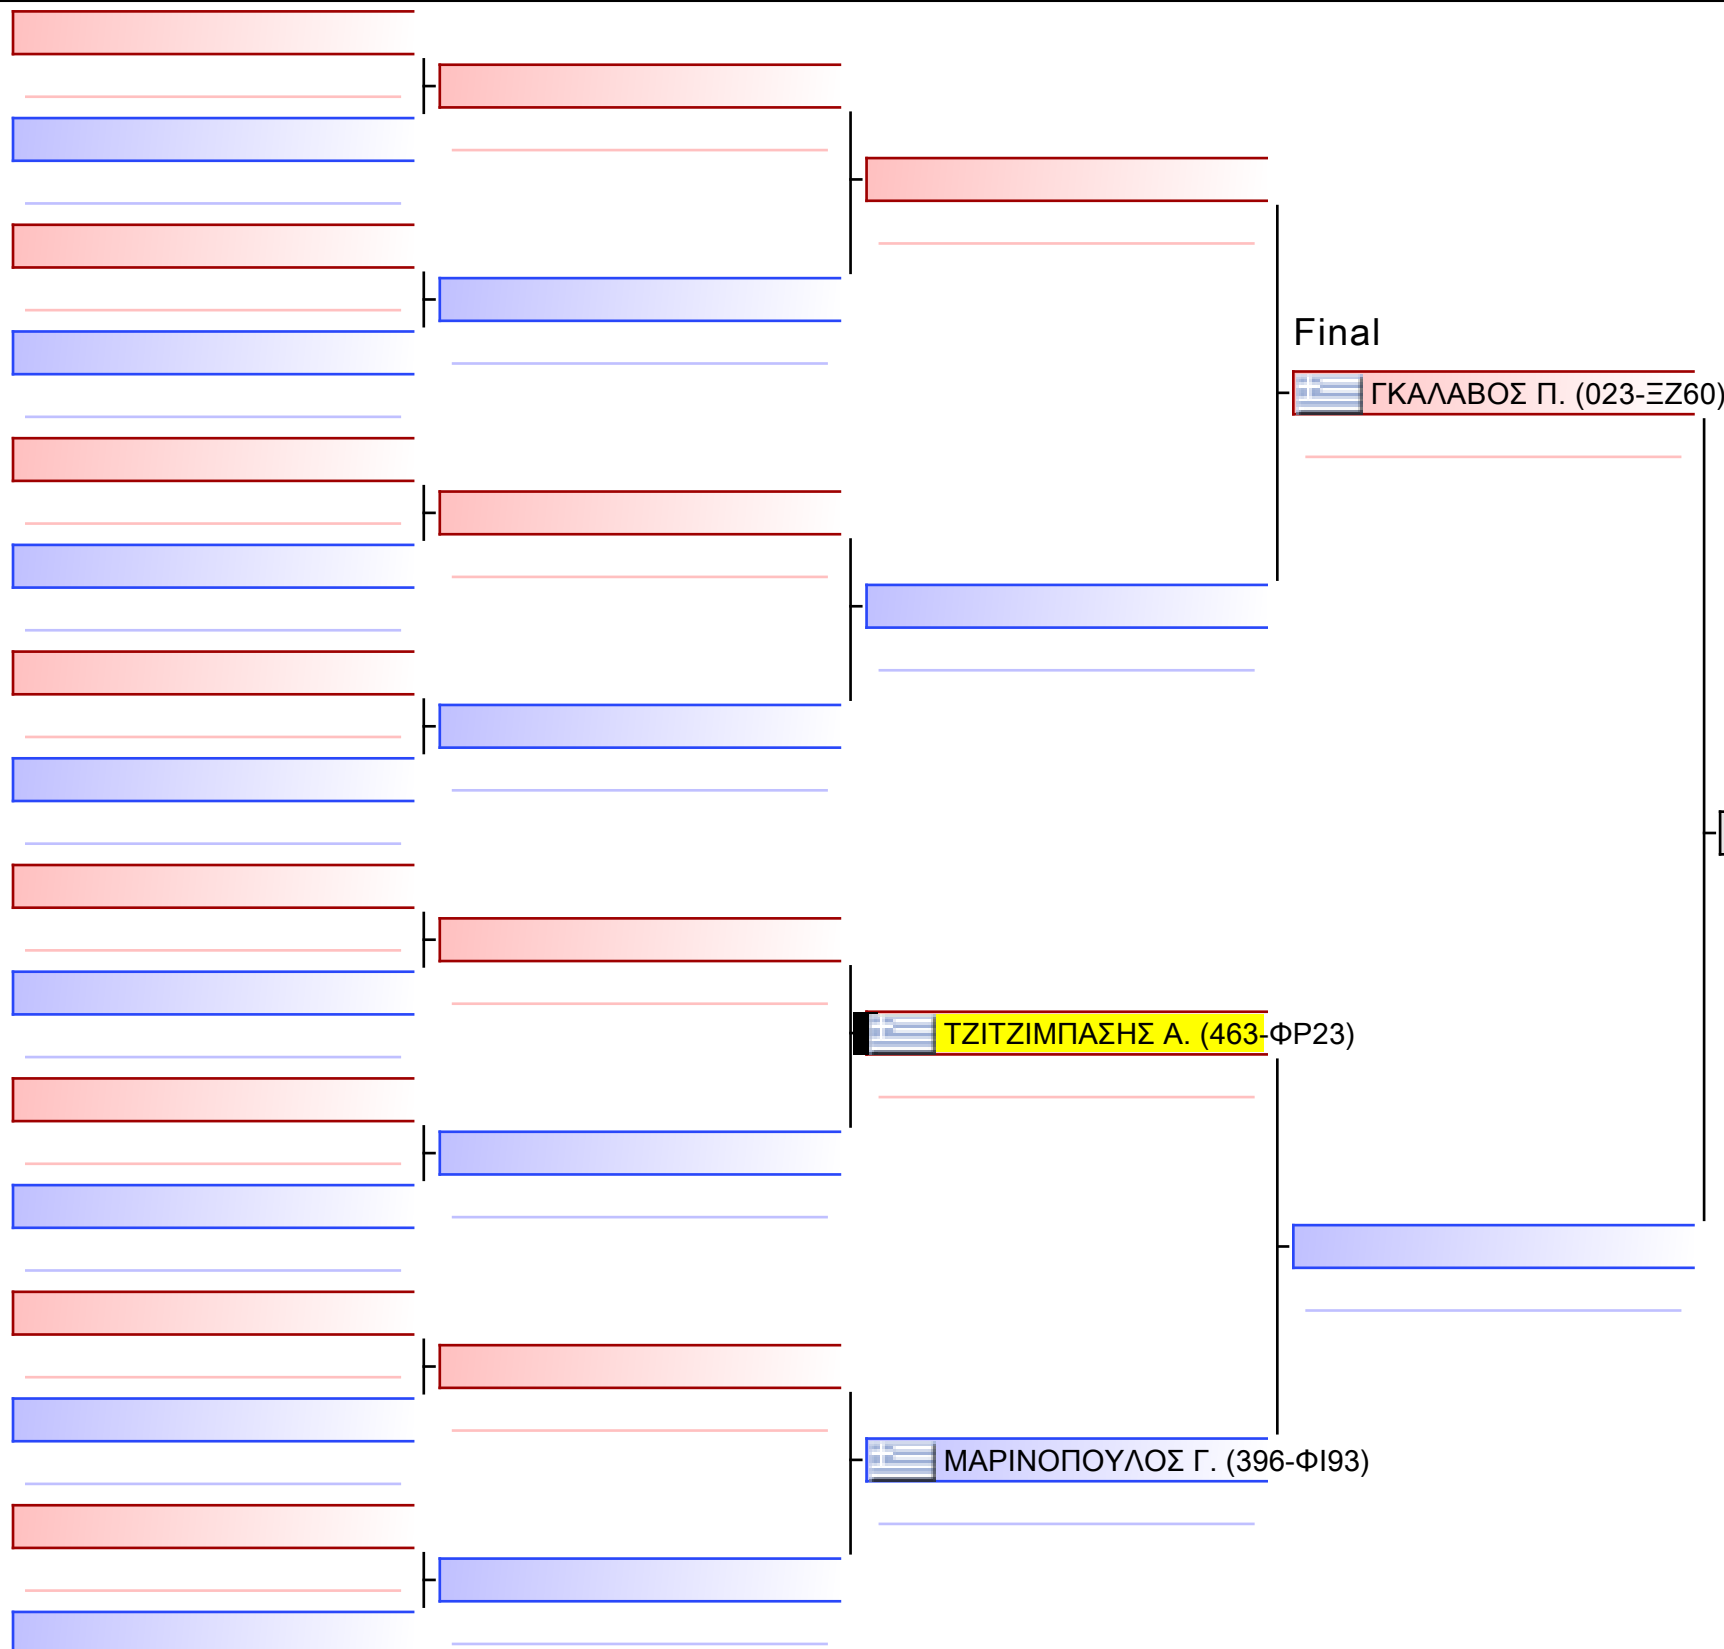 Final
ΓΚΑΛΑΒΟΣ Π. (023-ΞΖ60)
ΤΖΙΤΖΙΜΠΑΣΗΣ Α. (463-ΦΡ23)
ΜΑΡΙΝΟΠΟΥΛΟΣ Γ. (396-ΦΙ93)